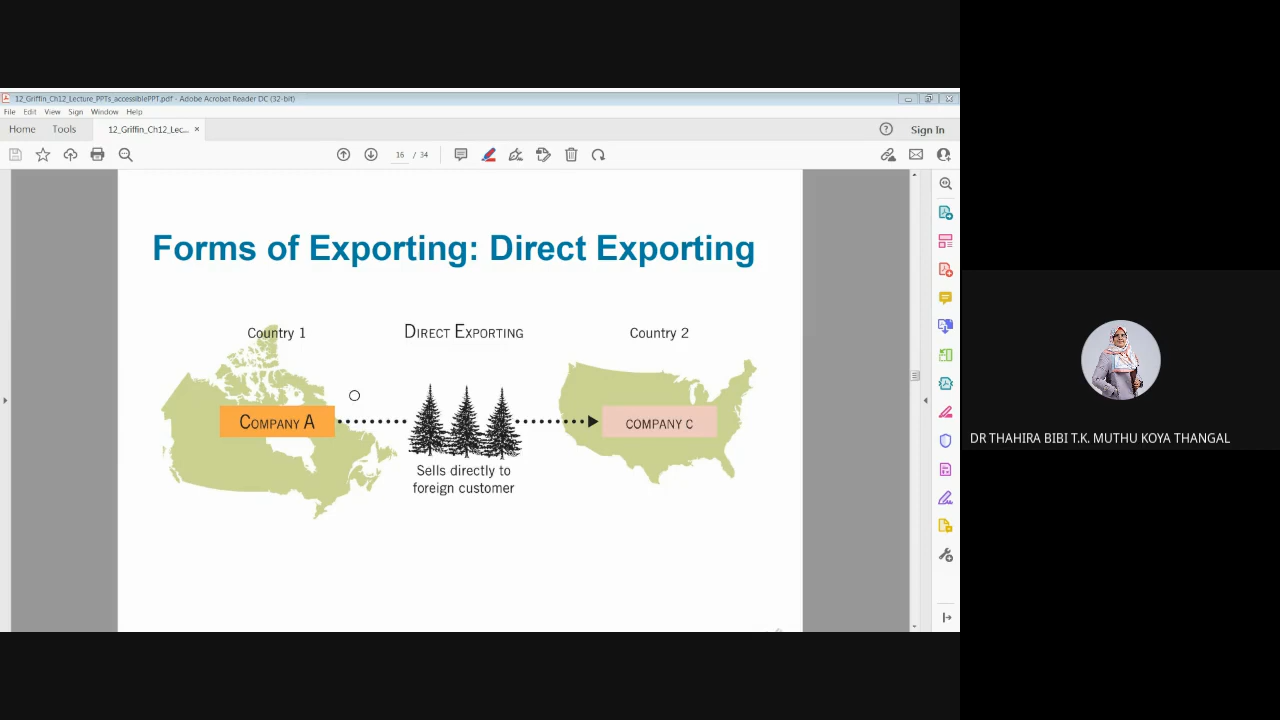 12_Griffin_Ch12_Lecture_PPTs_accessiblePPT.pdf - Adobe Acrobat Reader DC (32-bit)
File Edit View Sign Window Help
Home Tools 12_Griffin_Ch12_Lec... × Sign In
16 / 34
Forms of Exporting: Direct Exporting
Country 1 DIRECT EXPORTING Country 2
COMPANY A COMPANY C
Sells directly to
foreign customer
DR THAHIRA BIBI T.K. MUTHU KOYA THANGAL